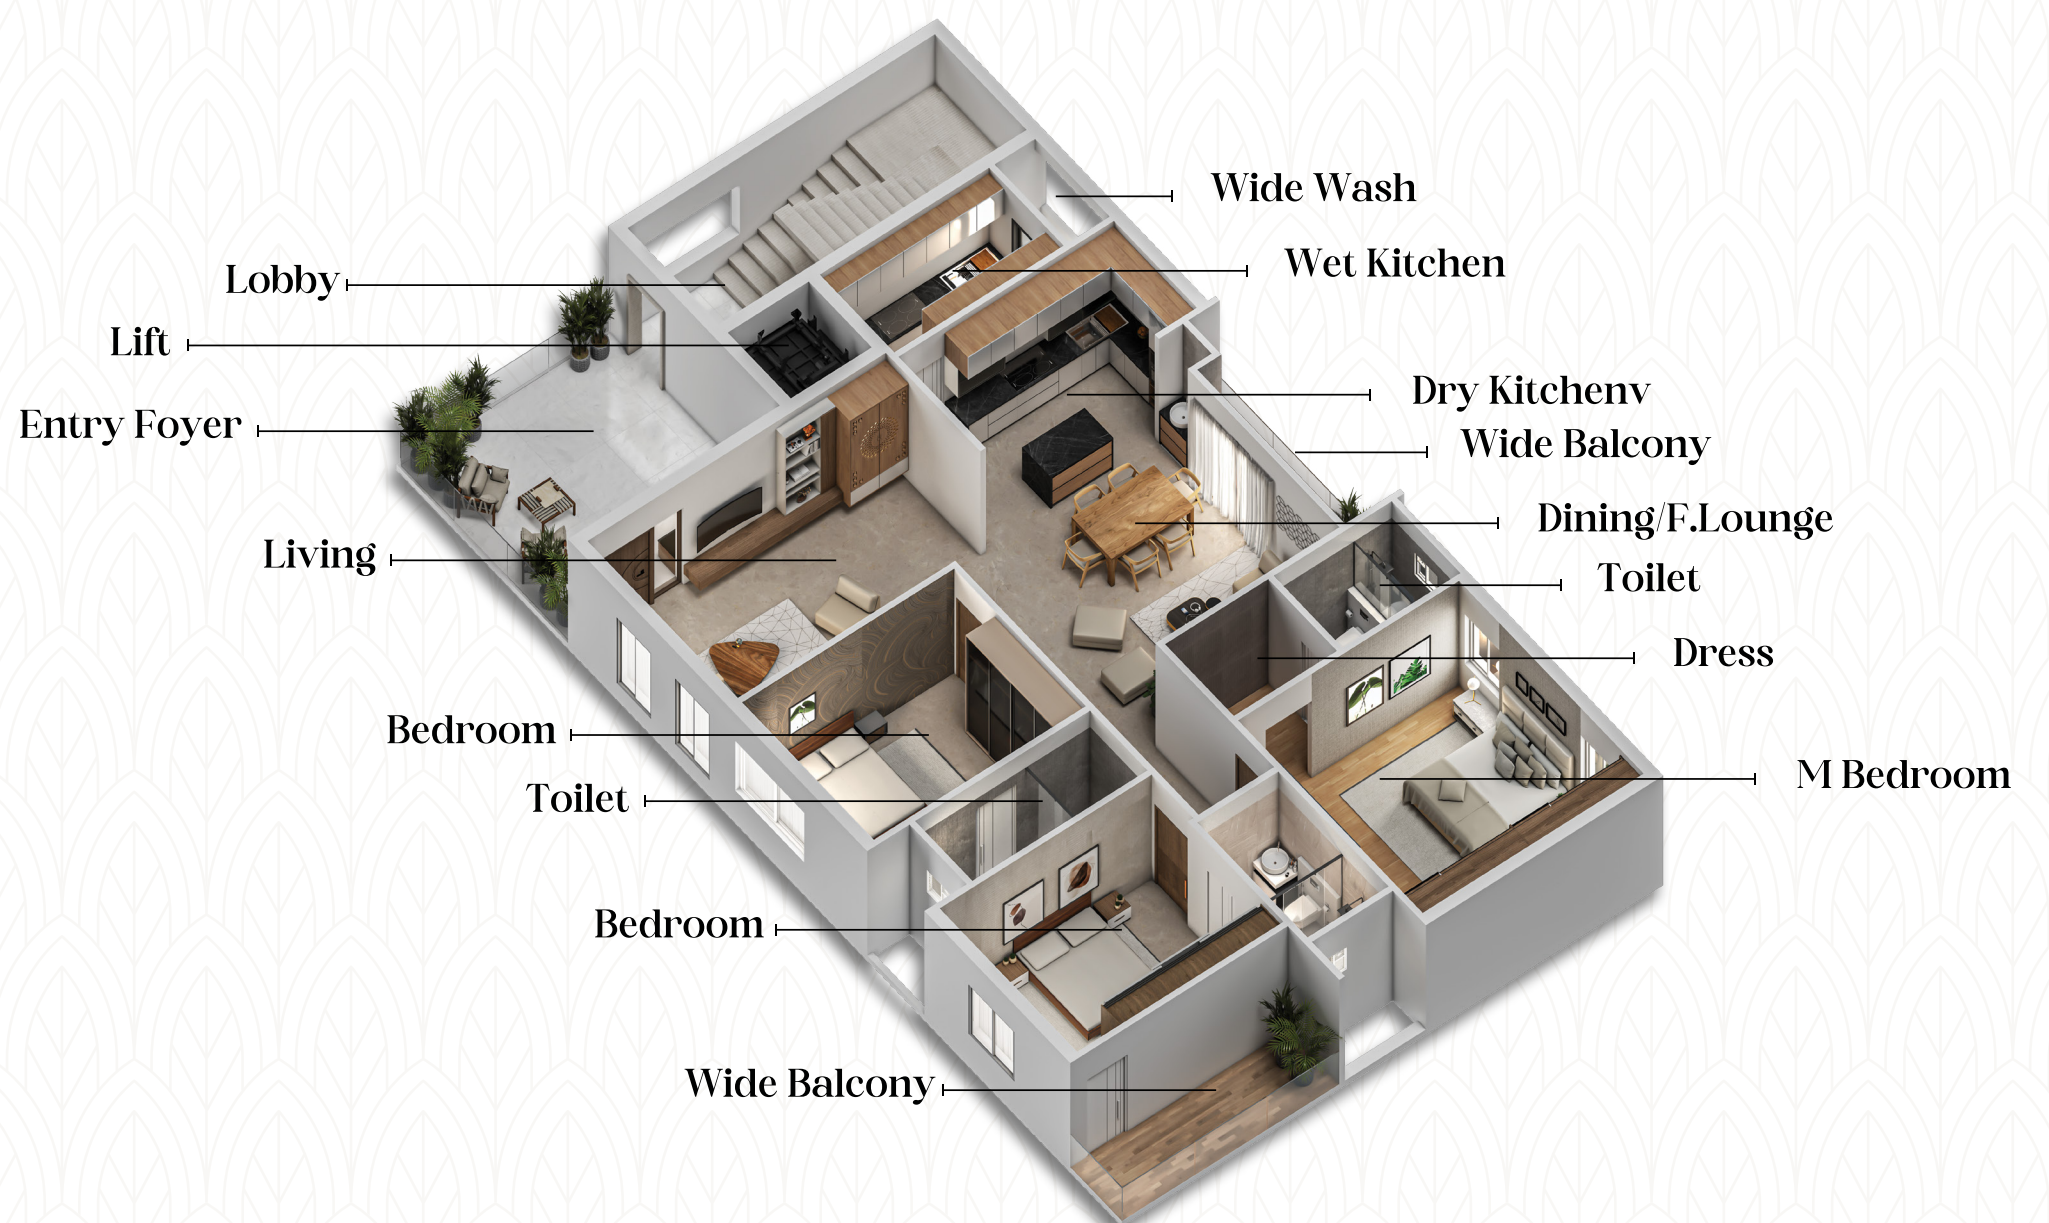 Wide Wash
Wet Kitchen
Lobby
Lift
Dry Kitchenv
Entry Foyer
Wide Balcony
Dining/F.Lounge
Living
Toilet
Dress
Bedroom
M Bedroom
Toilet
Bedroom
Wide Balcony